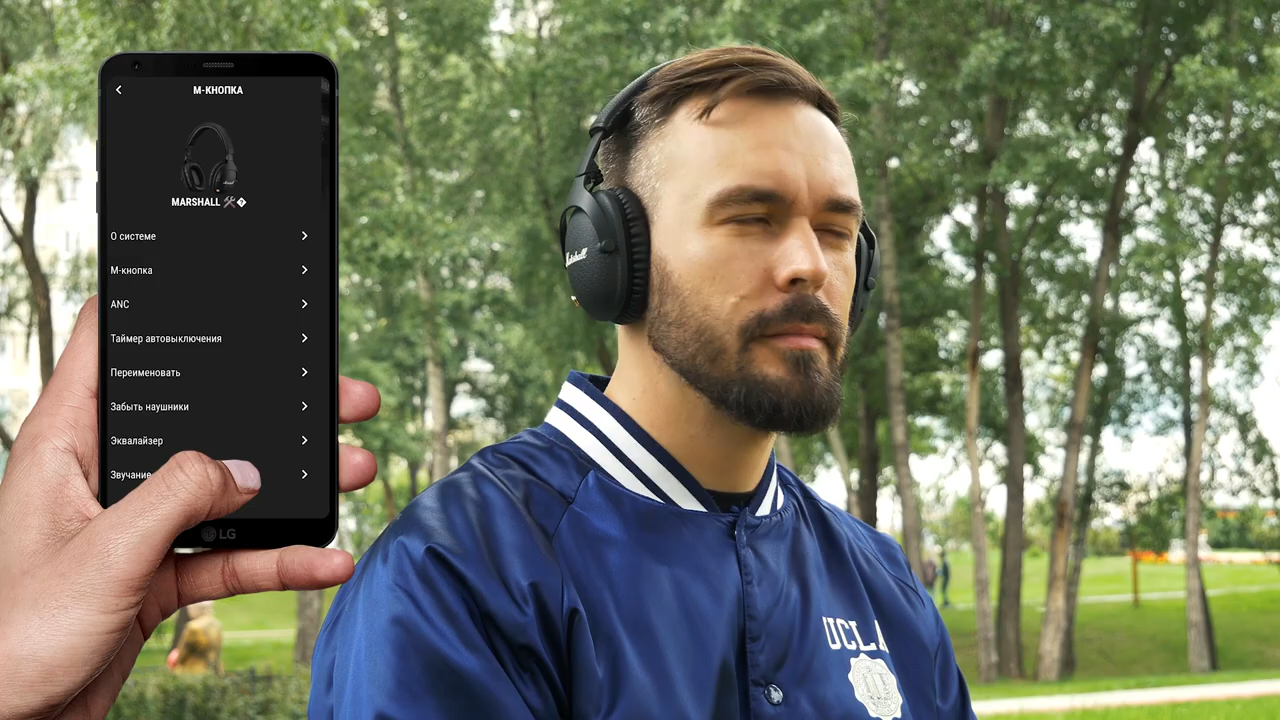 М-КНОПКА
MARSHALL
О системе
М-кнопка
ANC
Таймер автовыключения
Переименовать
Забыть наушники
Эквалайзер
Звучание
LG
Marshall
UCLA